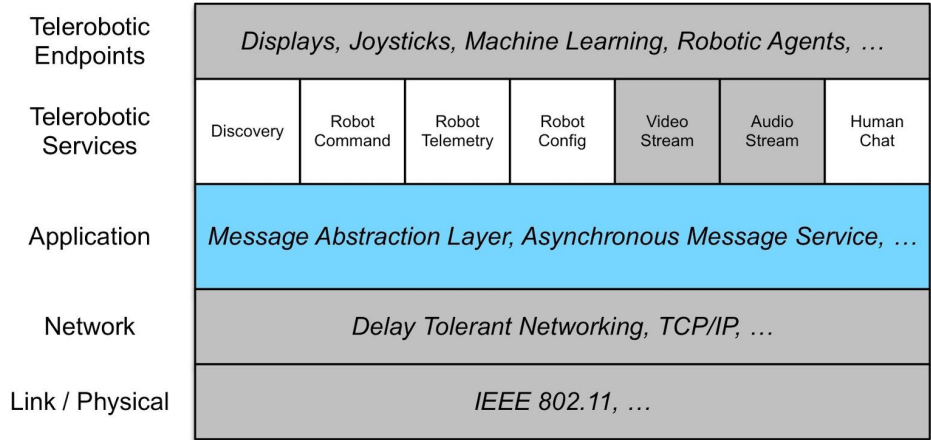 Telerobotic
Endpoints
Displays, Joysticks, Machine Learning, Robotic Agents, …
Telerobotic
Services
Discovery
Robot
Command
Robot
Telemetry
Robot
Config
Video
Stream
Audio
Stream
Human
Chat
Application
Message Abstraction Layer, Asynchronous Message Service, …
Network
Delay Tolerant Networking, TCP/IP, …
Link / Physical
IEEE 802.11, …